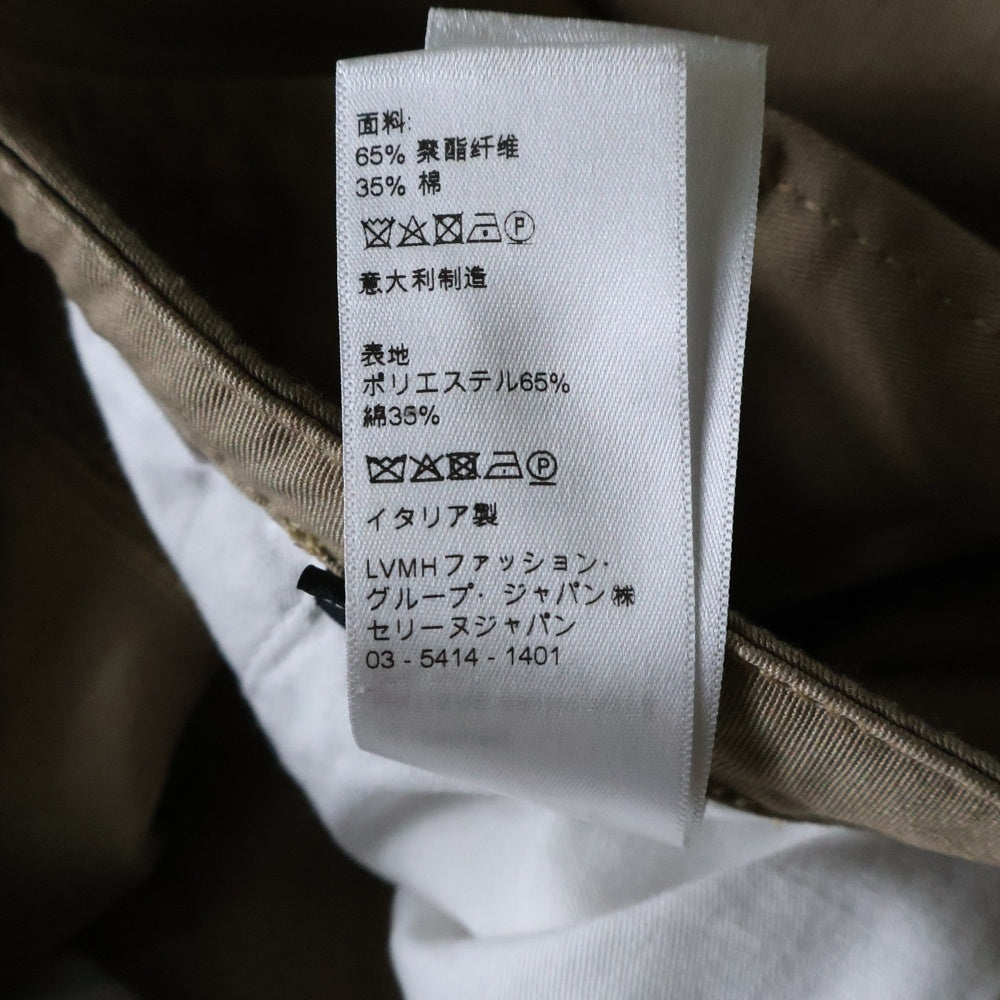 面料:
65% 聚酯纤维
35% 棉
P
意大利制造
表地
ポリエステル65%
綿35%
P
イタリア製
LVMHファッション・
グループ・ジャパン㈱
セリーヌジャパン
03 - 5414 - 1401